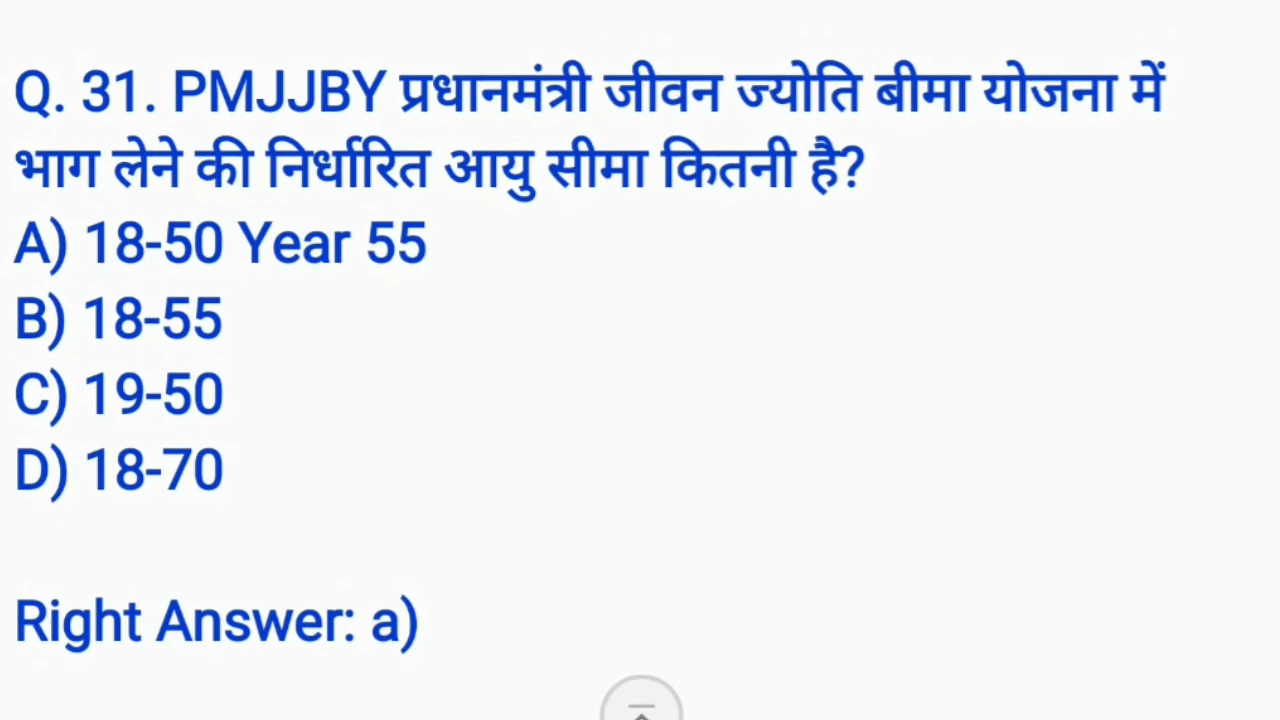 Q. 31. PMJJBY प्रधानमंत्री जीवन ज्योति बीमा योजना में
भाग लेने की निर्धारित आयु सीमा कितनी है?
A) 18-50 Year 55
B) 18-55
C) 19-50
D) 18-70
Right Answer: a)